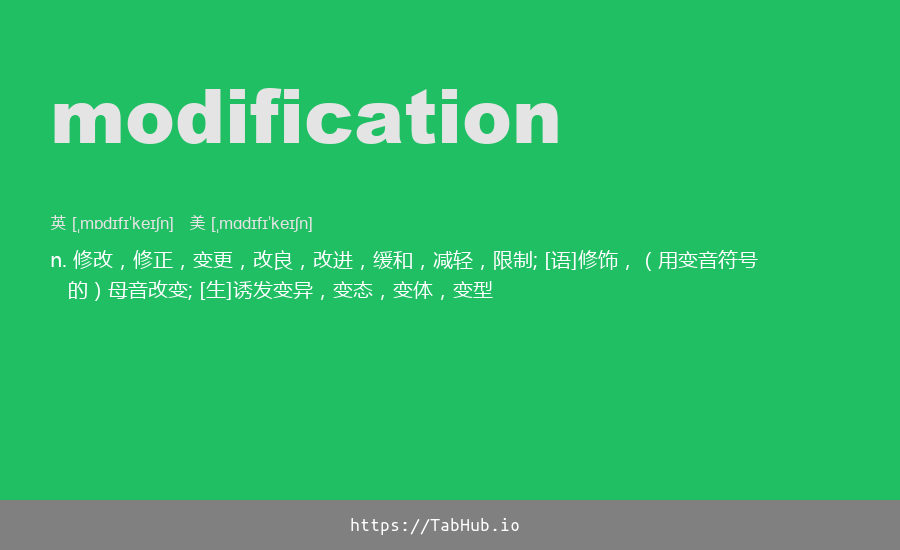 modification
英 [ˌmɒdɪfɪˈkeɪʃn] 美 [ˌmɑdɪfɪˈkeɪʃn]
n. 修改，修正，变更，改良，改进，缓和，减轻，限制; [语]修饰，（用变音符号
的）母音改变; [生]诱发变异，变态，变体，变型
https://TabHub.io